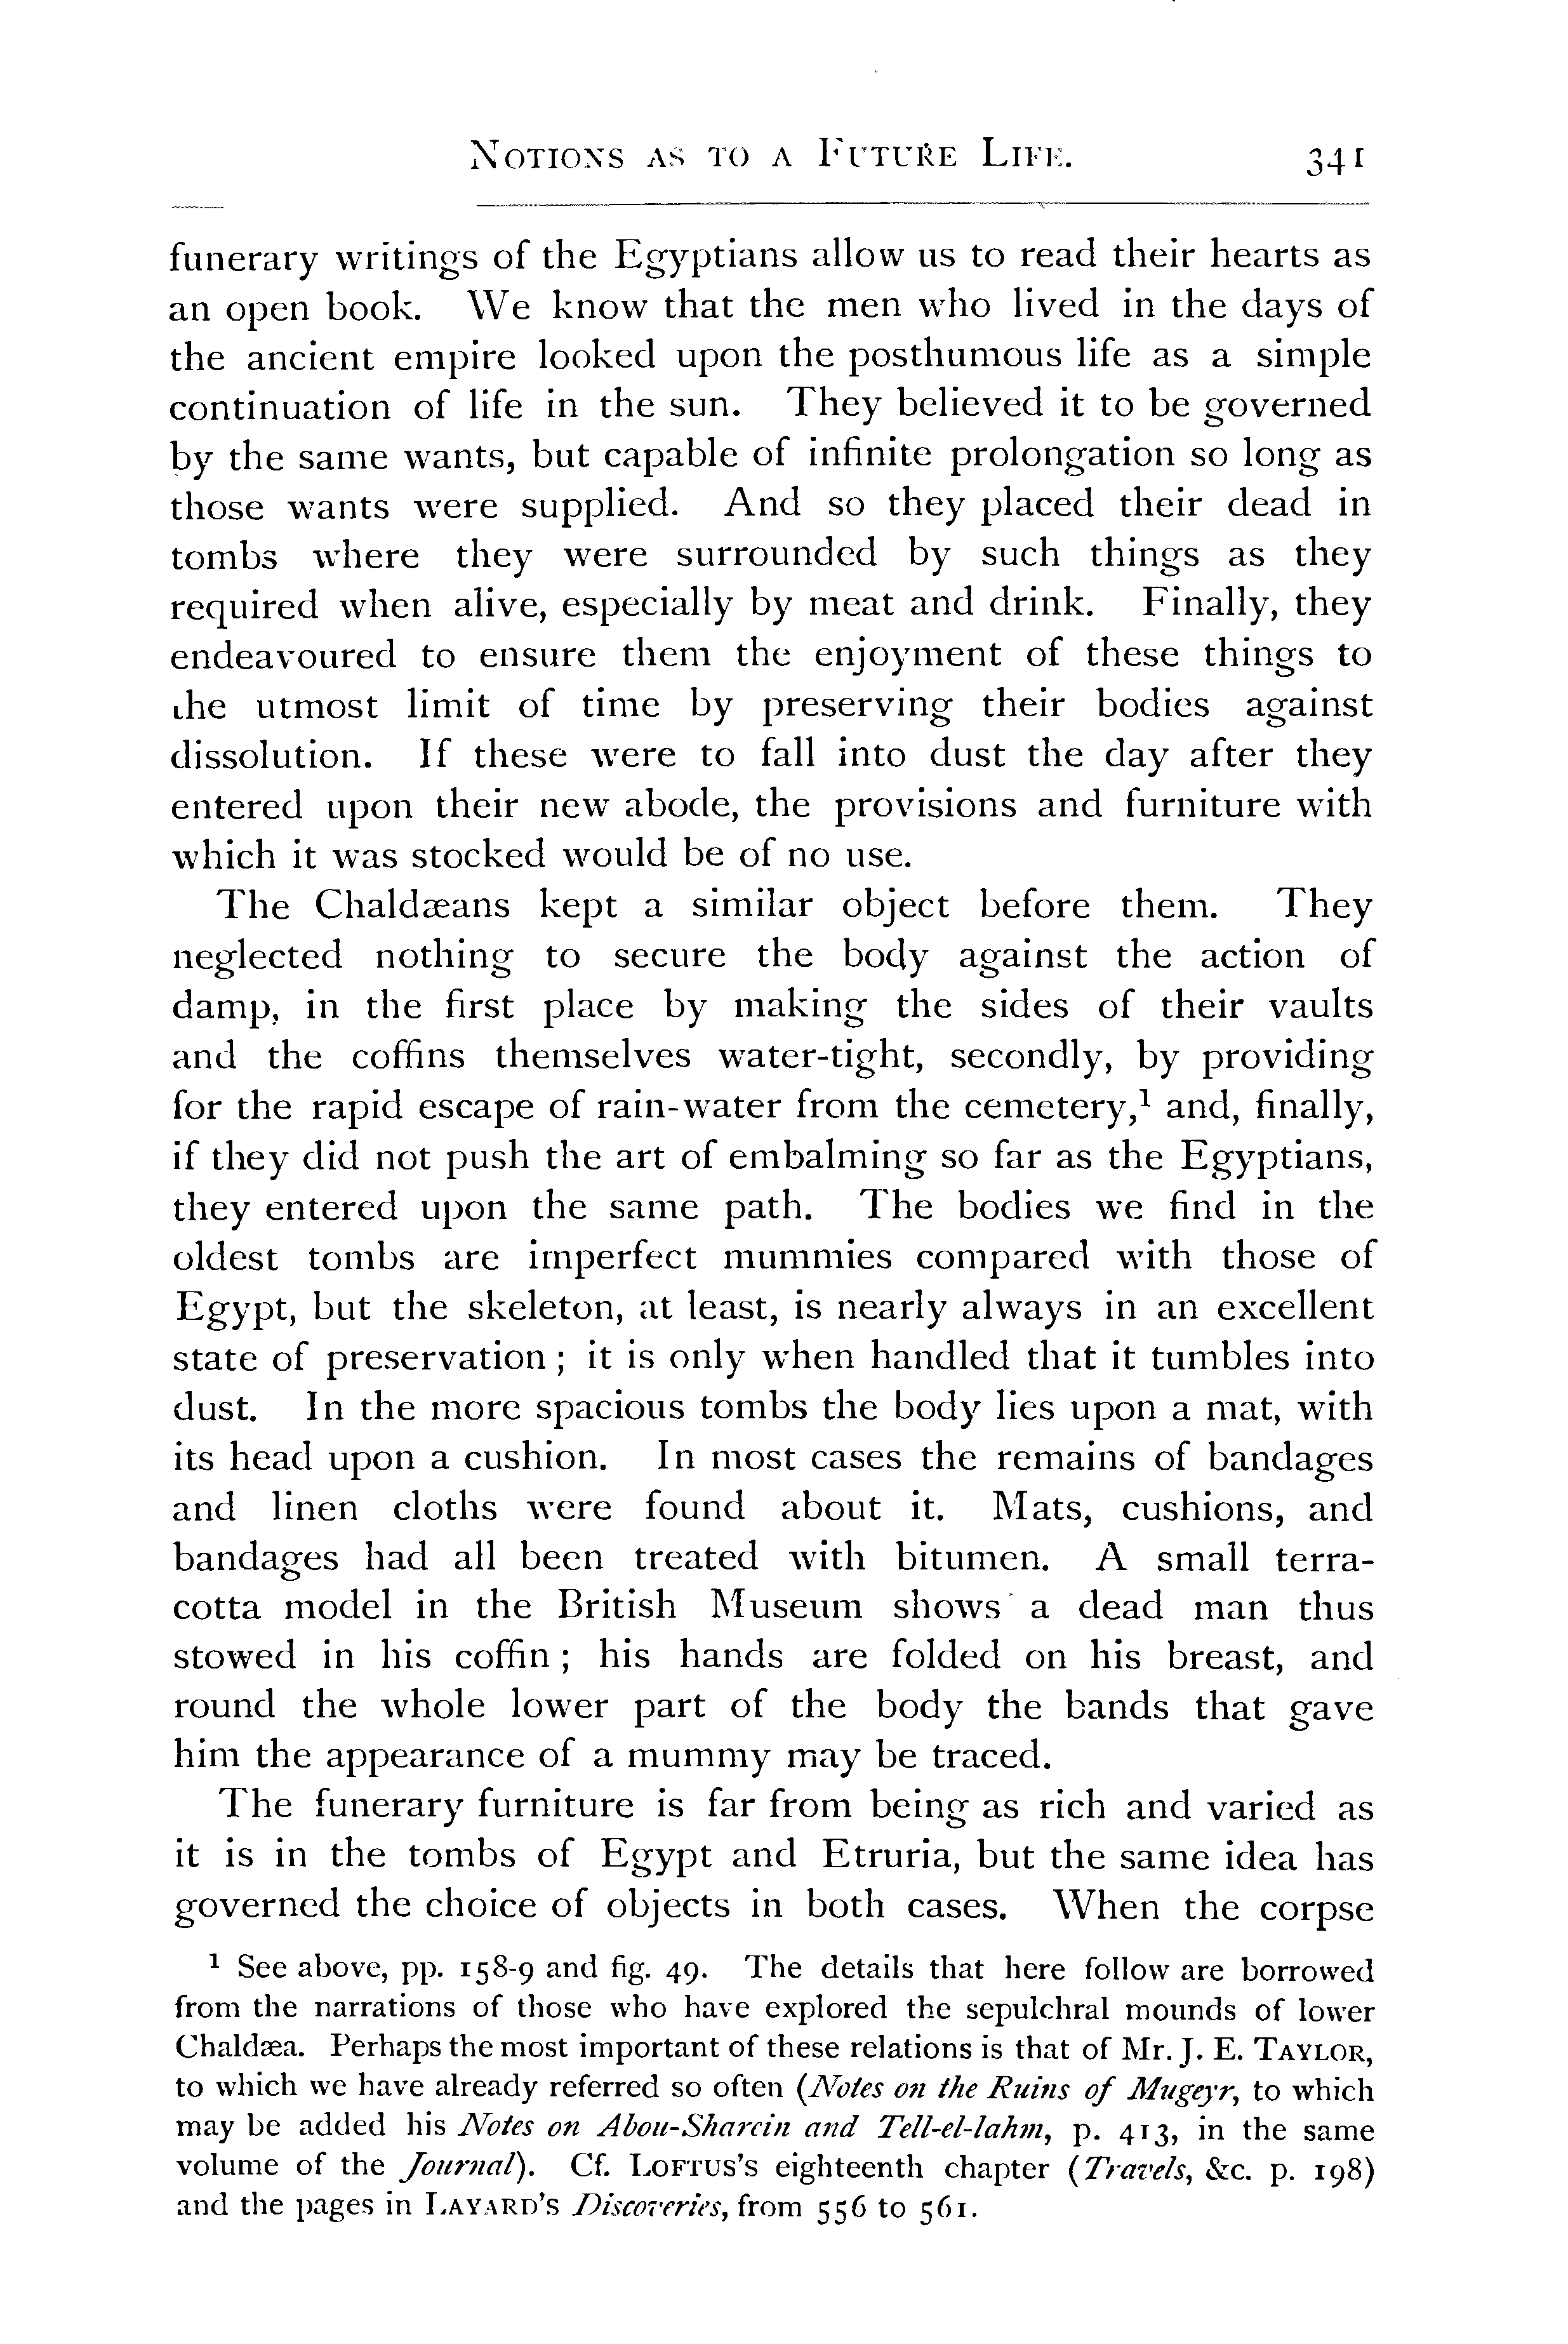 NOTIONS AS TO A FUTURE LIFE. 341
funerary writings of the Egyptians allow us to read their hearts as
an open book. We know that the men who lived in the days of
the ancient empire looked upon the posthumous life as a simple
continuation of life in the sun. They believed it to be governed
by the same wants, but capable of infinite prolongation so long as
those wants were supplied. And so they placed their dead in
tombs where they were surrounded by such things as they
required when alive, especially by meat and drink. Finally, they
endeavoured to ensure them the enjoyment of these things to
the utmost limit of time by preserving their bodies against
dissolution. If these were to fall into dust the day after they
entered upon their new abode, the provisions and furniture with
which it was stocked would be of no use.
The Chaldæans kept a similar object before them. They
neglected nothing to secure the body against the action of
damp, in the first place by making the sides of their vaults
and the coffins themselves water-tight, secondly, by providing
for the rapid escape of rain-water from the cemetery,¹ and, finally,
if they did not push the art of embalming so far as the Egyptians,
they entered upon the same path. The bodies we find in the
oldest tombs are imperfect mummies compared with those of
Egypt, but the skeleton, at least, is nearly always in an excellent
state of preservation; it is only when handled that it tumbles into
dust. In the more spacious tombs the body lies upon a mat, with
its head upon a cushion. In most cases the remains of bandages
and linen cloths were found about it. Mats, cushions, and
bandages had all been treated with bitumen. A small terra-
cotta model in the British Museum shows a dead man thus
stowed in his coffin; his hands are folded on his breast, and
round the whole lower part of the body the bands that gave
him the appearance of a mummy may be traced.
The funerary furniture is far from being as rich and varied as
it is in the tombs of Egypt and Etruria, but the same idea has
governed the choice of objects in both cases. When the corpse
¹ See above, pp. 158-9 and fig. 49. The details that here follow are borrowed
from the narrations of those who have explored the sepulchral mounds of lower
Chaldæa. Perhaps the most important of these relations is that of Mr. J. E. TAYLOR,
to which we have already referred so often (Notes on the Ruins of Mugeyr, to which
may be added his Notes on Abou-Sharein and Tell-el-lahm, p. 413, in the same
volume of the Journal). Cf. LOFTUS's eighteenth chapter (Travels, &c. p. 198)
and the pages in LAYARD's Discoveries, from 556 to 561.